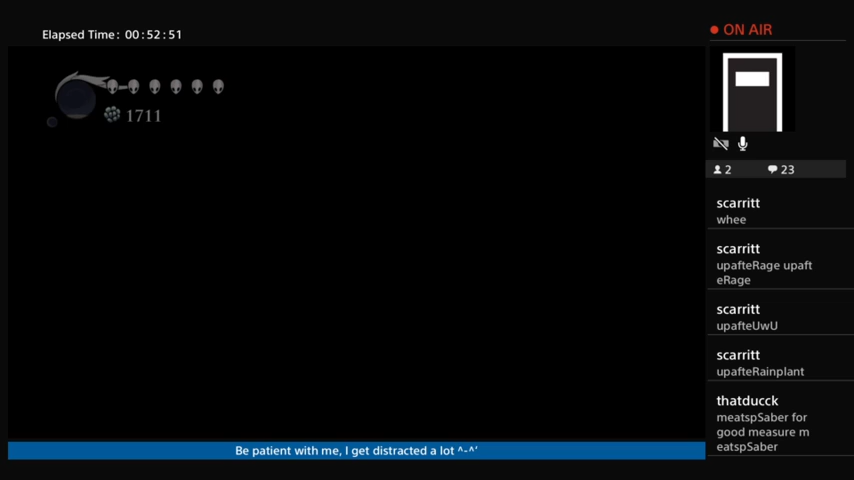 Elapsed Time: 00:52:51
ON AIR
1711
2 23
scarritt
whee
scarritt
upafteRage upaft
eRage
scarritt
upafteUwU
scarritt
upafteRainplant
thatducck
meatspSaber for
good measure m
eatspSaber
Be patient with me, I get distracted a lot ^-^'